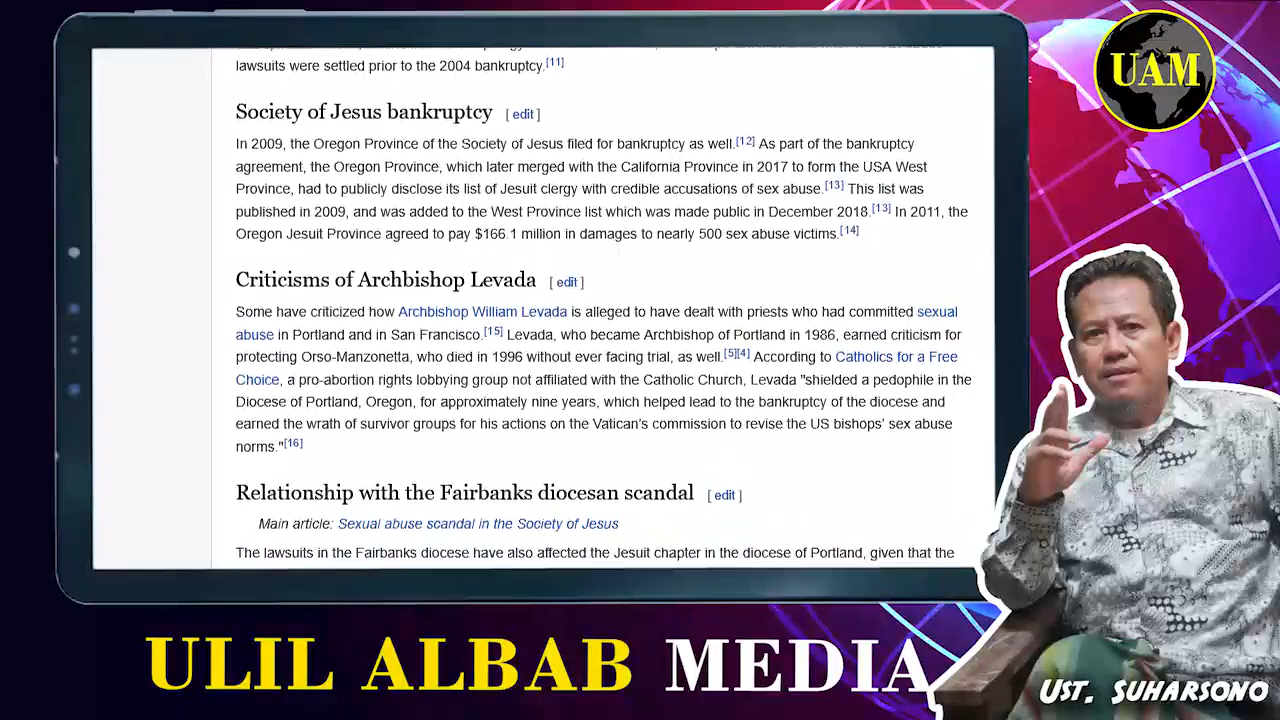 lawsuits were settled prior to the 2004 bankruptcy.[11]
Society of Jesus bankruptcy [ edit ]
In 2009, the Oregon Province of the Society of Jesus filed for bankruptcy as well.[12] As part of the bankruptcy
agreement, the Oregon Province, which later merged with the California Province in 2017 to form the USA West
Province, had to publicly disclose its list of Jesuit clergy with credible accusations of sex abuse.[13] This list was
published in 2009, and was added to the West Province list which was made public in December 2018.[13] In 2011, the
Oregon Jesuit Province agreed to pay $166.1 million in damages to nearly 500 sex abuse victims.[14]
Criticisms of Archbishop Levada [ edit ]
Some have criticized how Archbishop William Levada is alleged to have dealt with priests who had committed sexual
abuse in Portland and in San Francisco.[15] Levada, who became Archbishop of Portland in 1986, earned criticism for
protecting Orso-Manzonetta, who died in 1996 without ever facing trial, as well.[5][4] According to Catholics for a Free
Choice, a pro-abortion rights lobbying group not affiliated with the Catholic Church, Levada "shielded a pedophile in the
Diocese of Portland, Oregon, for approximately nine years, which helped lead to the bankruptcy of the diocese and
earned the wrath of survivor groups for his actions on the Vatican's commission to revise the US bishops' sex abuse
norms."[16]
Relationship with the Fairbanks diocesan scandal [ edit ]
Main article: Sexual abuse scandal in the Society of Jesus
The lawsuits in the Fairbanks diocese have also affected the Jesuit chapter in the diocese of Portland, given that the
UAM
ULIL ALBAB MEDIA
UST. SUHARSONO